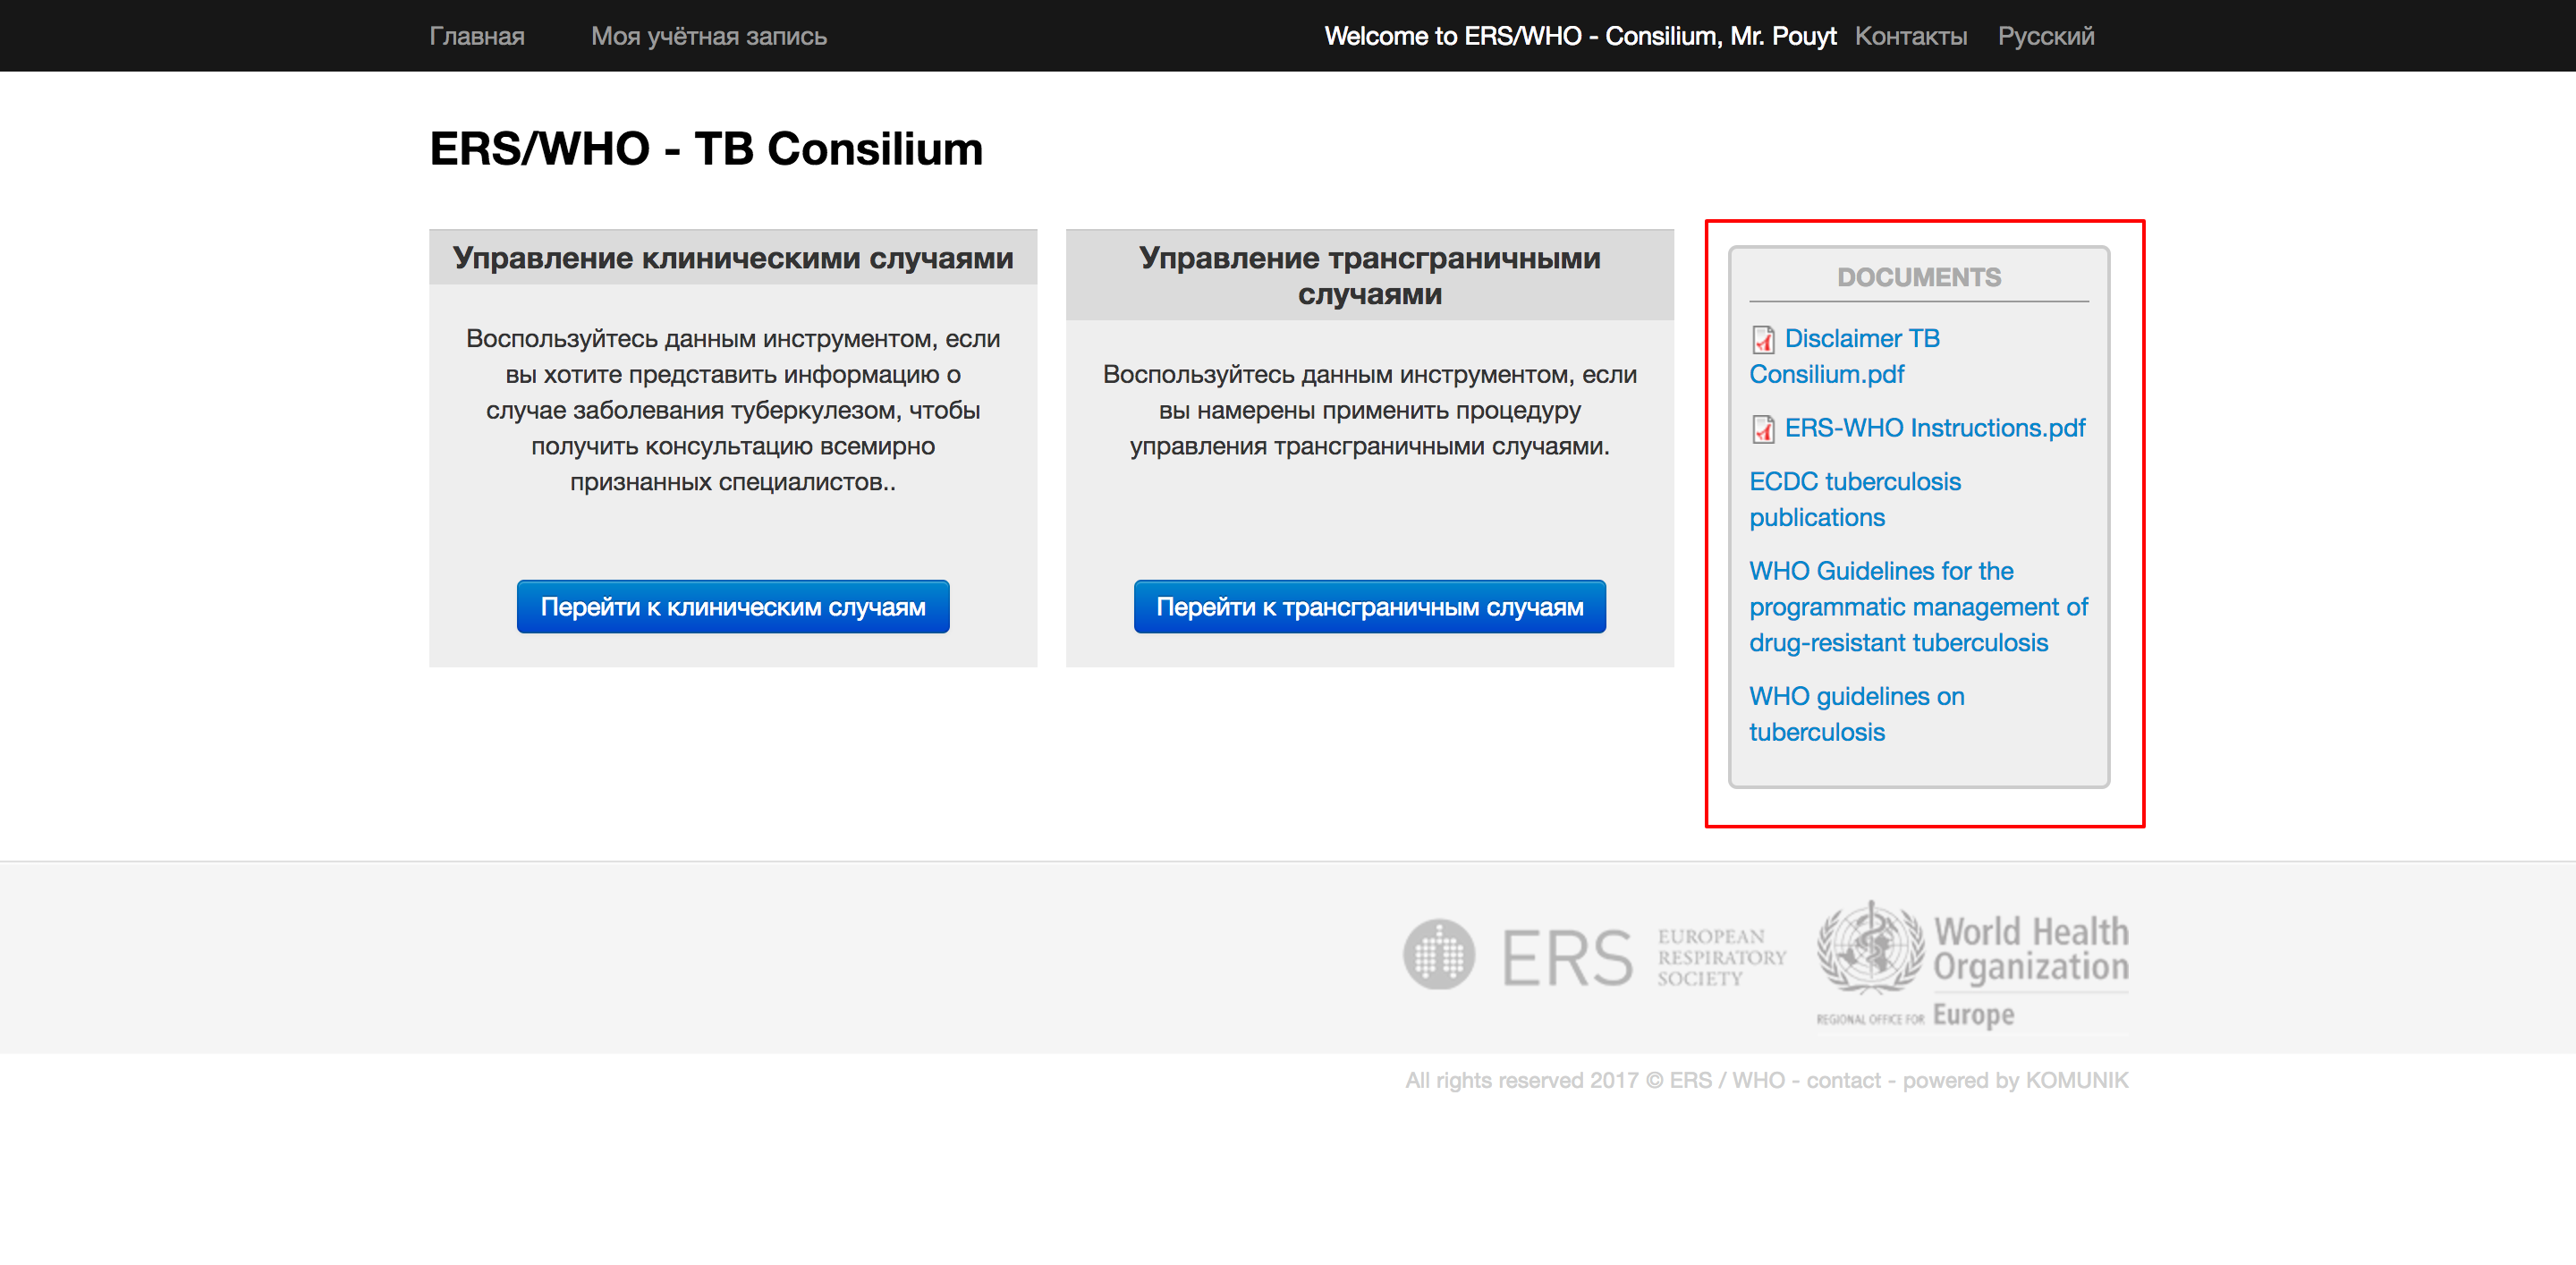 Главная Моя учётная запись Welcome to ERS/WHO - Consilium, Mr. Pouyt Контакты Русский
ERS/WHO - TB Consilium
Управление клиническими случаями
Воспользуйтесь данным инструментом, если
вы хотите представить информацию о
случае заболевания туберкулезом, чтобы
получить консультацию всемирно
признанных специалистов..
Перейти к клиническим случаям
Управление трансграничными
случаями
Воспользуйтесь данным инструментом, если
вы намерены применить процедуру
управления трансграничными случаями.
Перейти к трансграничным случаям
DOCUMENTS
Disclaimer TB
Consilium.pdf
ERS-WHO Instructions.pdf
ECDC tuberculosis
publications
WHO Guidelines for the
programmatic management of
drug-resistant tuberculosis
WHO guidelines on
tuberculosis
ERS
EUROPEAN
RESPIRATORY
SOCIETY
World Health
Organization
REGIONAL OFFICE FOR Europe
All rights reserved 2017 © ERS / WHO - contact - powered by KOMUNIK